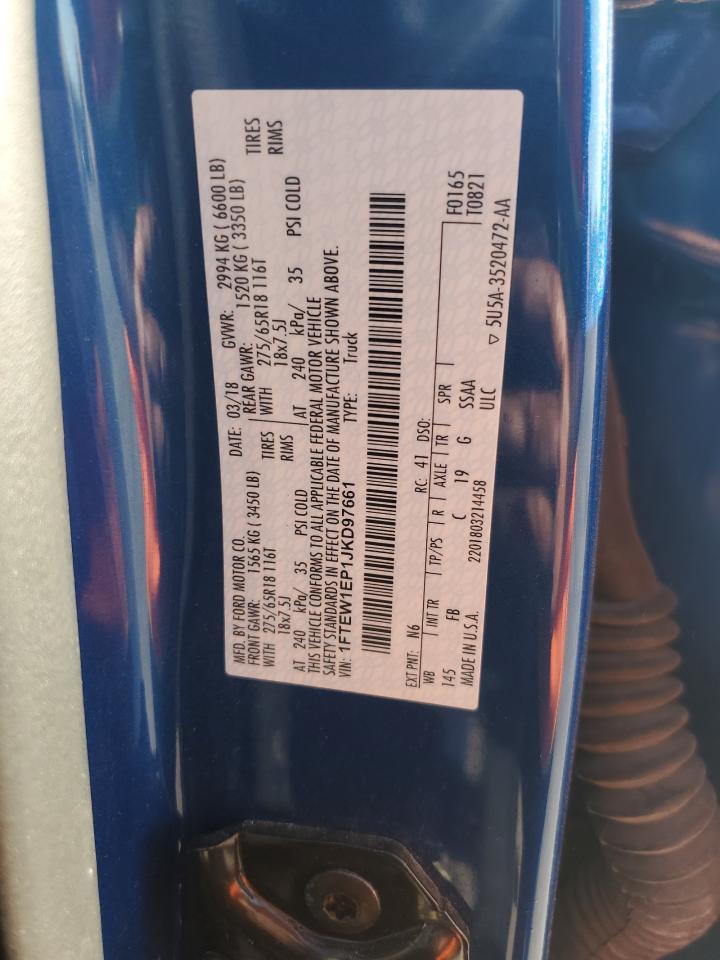 MFD. BY FORD MOTOR CO.
DATE: 03/18 GVWR: 2994 KG ( 6600 LB)
FRONT GAWR: 1565 KG ( 3450 LB) REAR GAWR: 1520 KG ( 3350 LB)
WITH 275/65R18 116T TIRES WITH 275/65R18 116T TIRES
18x7.5J RIMS 18x7.5J RIMS
AT 240 kPa/ 35 PSI COLD AT 240 kPa/ 35 PSI COLD
THIS VEHICLE CONFORMS TO ALL APPLICABLE FEDERAL MOTOR VEHICLE
SAFETY STANDARDS IN EFFECT ON THE DATE OF MANUFACTURE SHOWN ABOVE.
VIN: 1FTEW1EP1JKD97661 TYPE: Truck
EXT PNT: N6 RC: 41 DSO:
WB INT TR TP/PS R AXLE TR SPR F0165
T0821
145 FB C 19 G SSAA
MADE IN U.S.A. 2201803214458 ULC ▽ 5U5A-3520472-AA